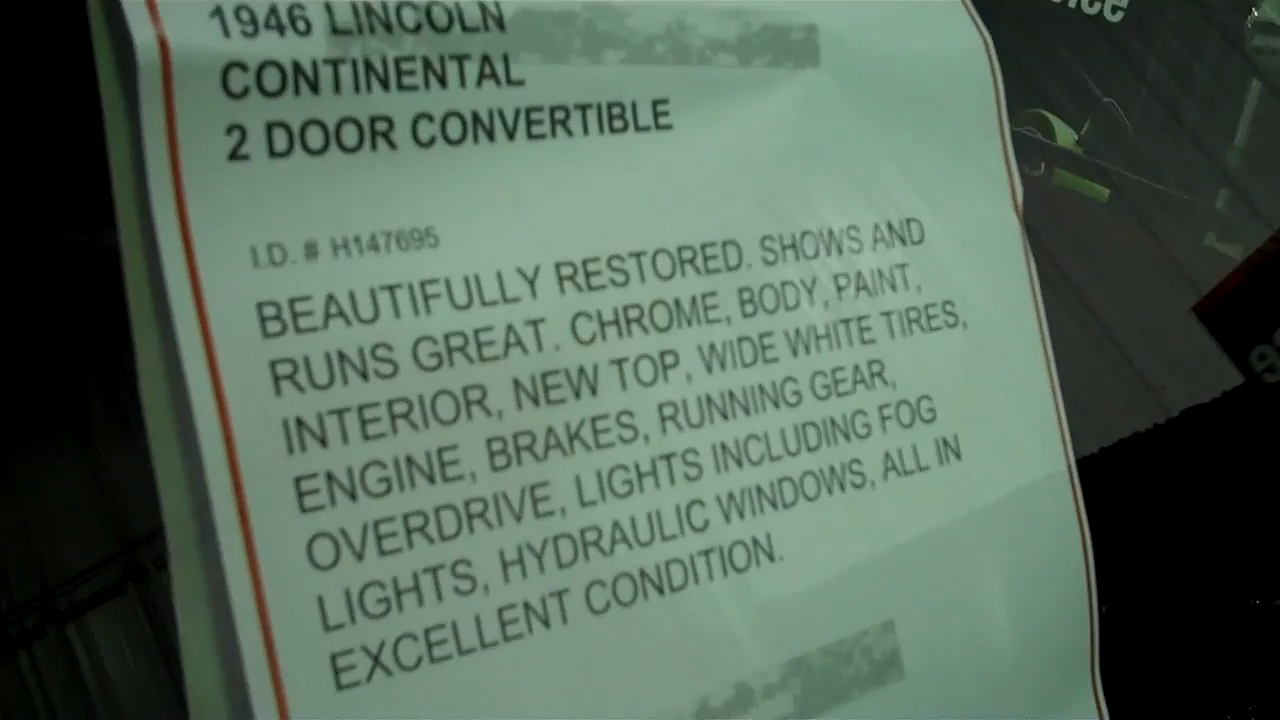 1946 LINCOLN
CONTINENTAL
2 DOOR CONVERTIBLE
I.D. # H147695
BEAUTIFULLY RESTORED. SHOWS AND
RUNS GREAT. CHROME, BODY, PAINT,
INTERIOR, NEW TOP, WIDE WHITE TIRES,
ENGINE, BRAKES, RUNNING GEAR,
OVERDRIVE, LIGHTS INCLUDING FOG
LIGHTS, HYDRAULIC WINDOWS, ALL IN
EXCELLENT CONDITION.